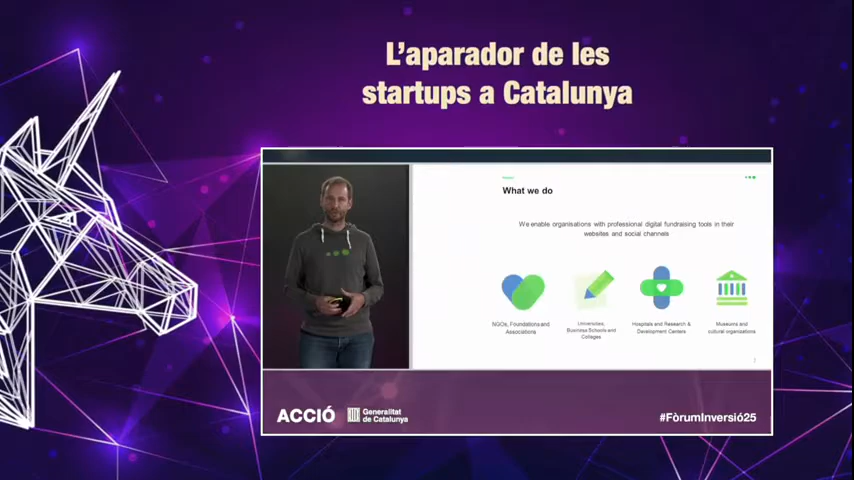 L'aparador de les
startups a Catalunya
What we do
We enable organisations with professional digital fundraising tools in their
websites and social channels
NGOs, Foundations and
Associations
Universities,
Business Schools and
Collages
Hospitals and Research &
Development Centers
Museums and
cultural organisations
ACCIÓ
Generalitat
de Catalunya
#FòrumInversió25